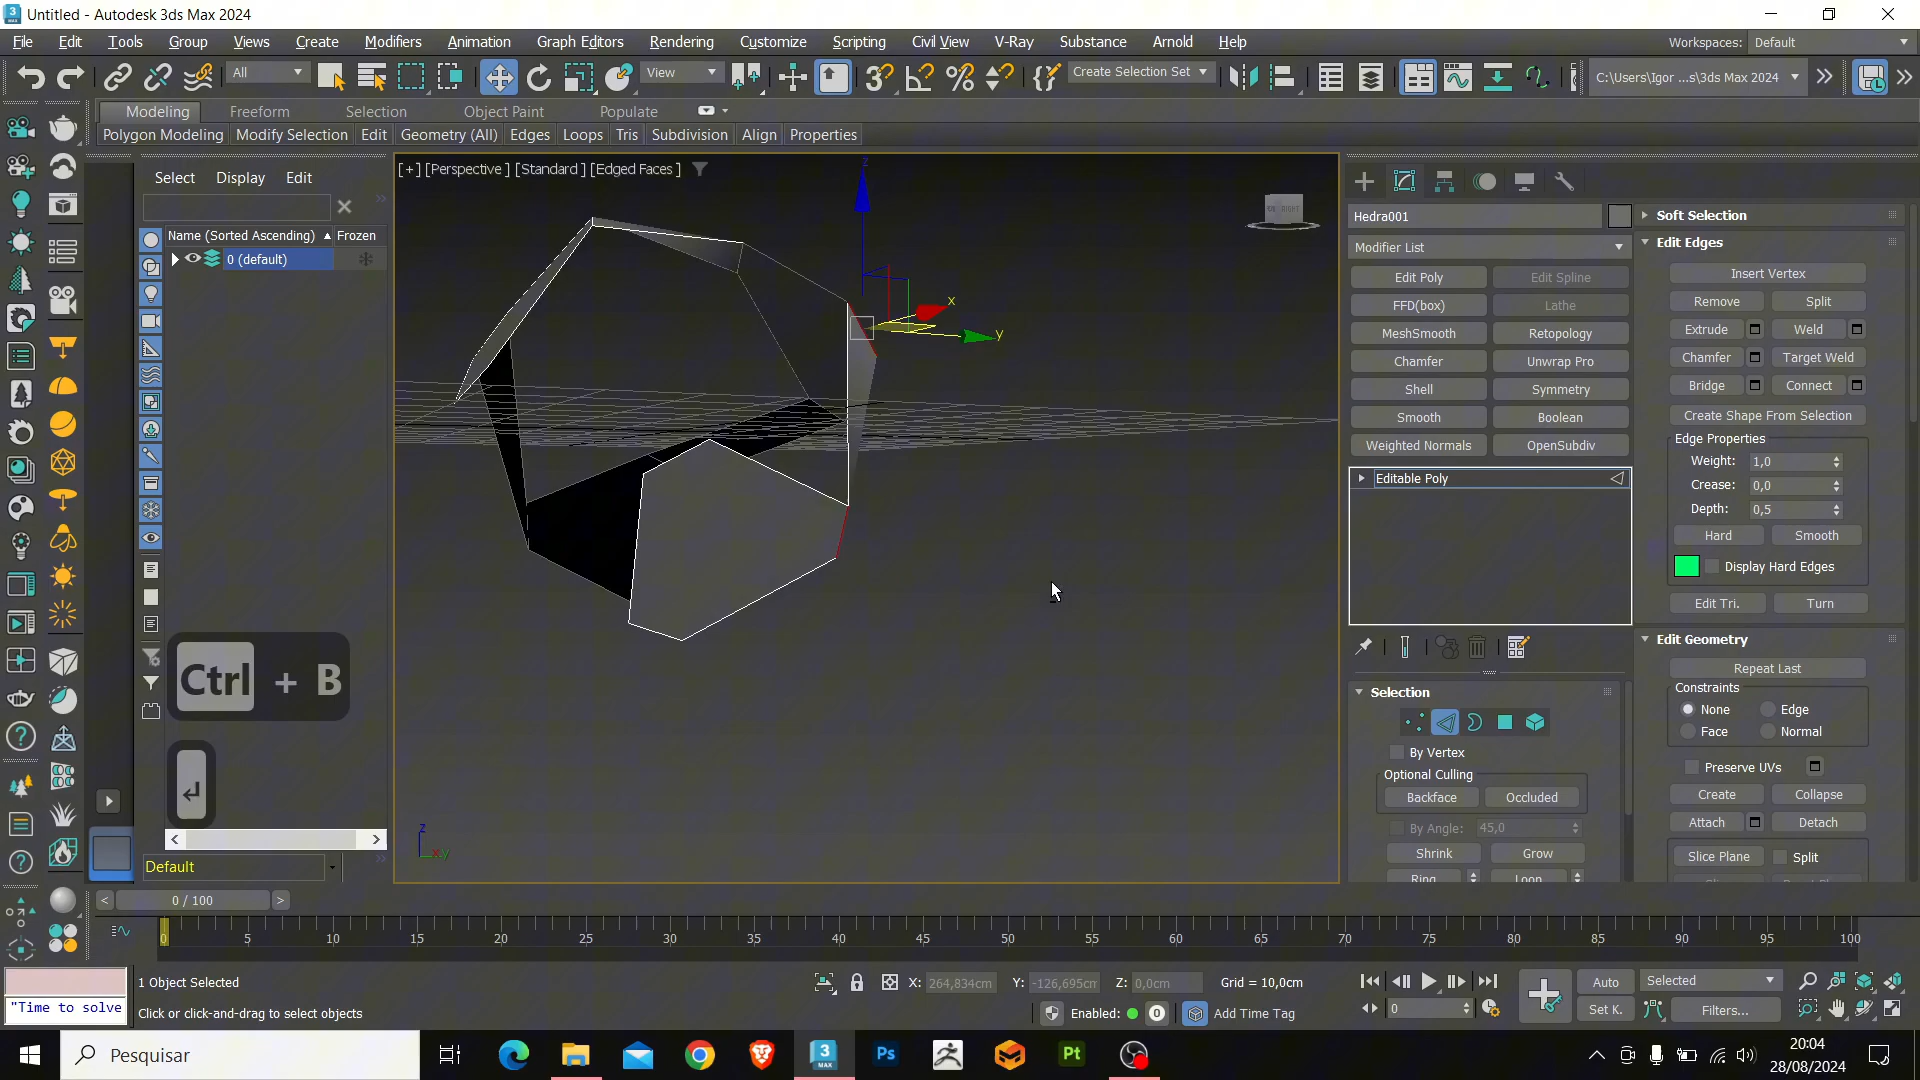 Untitled - Autodesk 3ds Max 2024
File Edit Tools Group Views Create Modifiers Animation Graph Editors Rendering Customize Scripting Civil View V-Ray Substance Arnold Help
Workspaces: Default
All View Create Selection Set C:\Users\Igor ...s\3ds Max 2024
Modeling Freeform Selection Object Paint Populate
Polygon Modeling Modify Selection Edit Geometry (All) Edges Loops Tris Subdivision Align Properties
Select Display Edit
Name (Sorted Ascending) Frozen
0 (default)
[+] [Perspective ] [Standard ] [Edged Faces ]
z
x
y
Hedra001
Modifier List
Edit Poly Edit Spline
FFD(box) Lathe
MeshSmooth Retopology
Chamfer Unwrap Pro
Shell Symmetry
Smooth Boolean
Weighted Normals OpenSubdiv
Editable Poly
Selection
By Vertex
Optional Culling
Backface Occluded
By Angle: 45,0
Shrink Grow
Ring Loop
Soft Selection
Edit Edges
Insert Vertex
Remove Split
Extrude Weld
Chamfer Target Weld
Bridge Connect
Create Shape From Selection
Edge Properties
Weight: 1,0
Crease: 0,0
Depth: 0,5
Hard Smooth
Display Hard Edges
Edit Tri. Turn
Edit Geometry
Repeat Last
Constraints
None Edge
Face Normal
Preserve UVs
Create Collapse
Attach Detach
Slice Plane Split
Ctrl + B
z
x y
Default
0 / 100
0 5 10 15 20 25 30 35 40 45 50 55 60 65 70 75 80 85 90 95 100
1 Object Selected
X: 264,834cm Y: -126,695cm Z: 0,0cm Grid = 10,0cm
Auto Selected
"Time to solve
Click or click-and-drag to select objects
Enabled: 0 Add Time Tag
0
Set K. Filters...
Pesquisar
3 MAX
Ps
Pt
20:04
28/08/2024